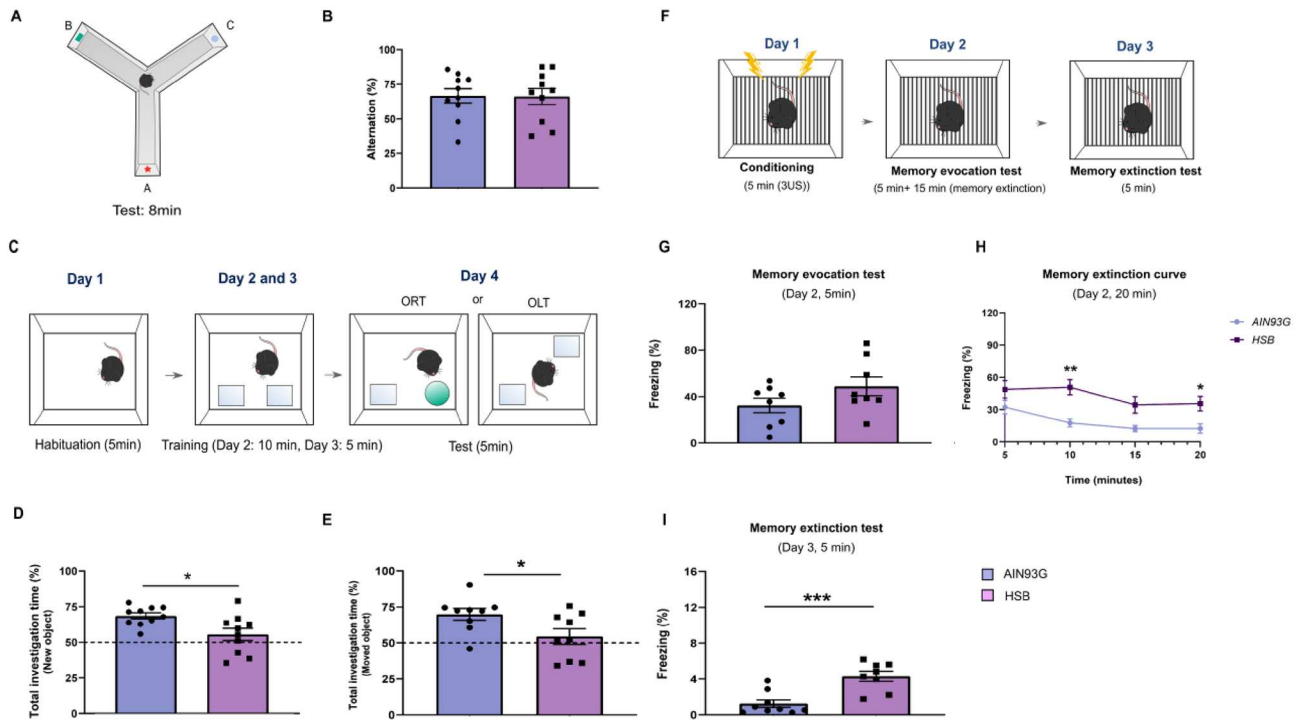 A
B
C
A
Test: 8min
B
Alternation (%)
100
75
50
25
0
C
Day 1
Day 2 and 3
Day 4
ORT or OLT
Habituation (5min)
Training (Day 2: 10 min, Day 3: 5 min)
Test (5min)
D
Total investigation time (%)
(New object)
100
75
50
25
0
*
E
Total investigation time (%)
(Moved object)
100
75
50
25
0
*
F
Day 1
Day 2
Day 3
Conditioning
(5 min (3US))
Memory evocation test
(5 min+ 15 min (memory extinction)
Memory extinction test
(5 min)
G
Memory evocation test
(Day 2, 5min)
Freezing (%)
120
80
40
0
H
Memory extinction curve
(Day 2, 20 min)
Freezing (%)
120
90
60
30
0
**
*
5 10 15 20
Time (minutes)
AIN93G
HSB
I
Memory extinction test
(Day 3, 5 min)
Freezing (%)
16
12
8
4
0
***
AIN93G
HSB